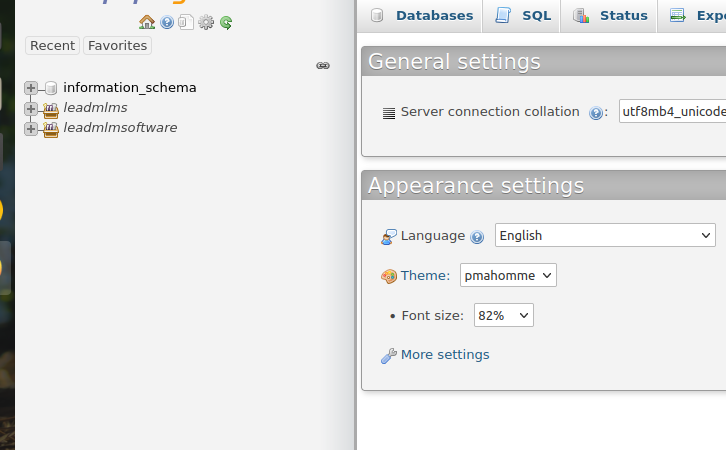 Databases
SQL
Status
Recent
Favorites
information_schema
leadmlms
leadmlmsoftware
General settings
Server connection collation
:
utf8mb4_unicode
Appearance settings
Language
English
Theme:
pmahomme
• Font size:
82%
More settings